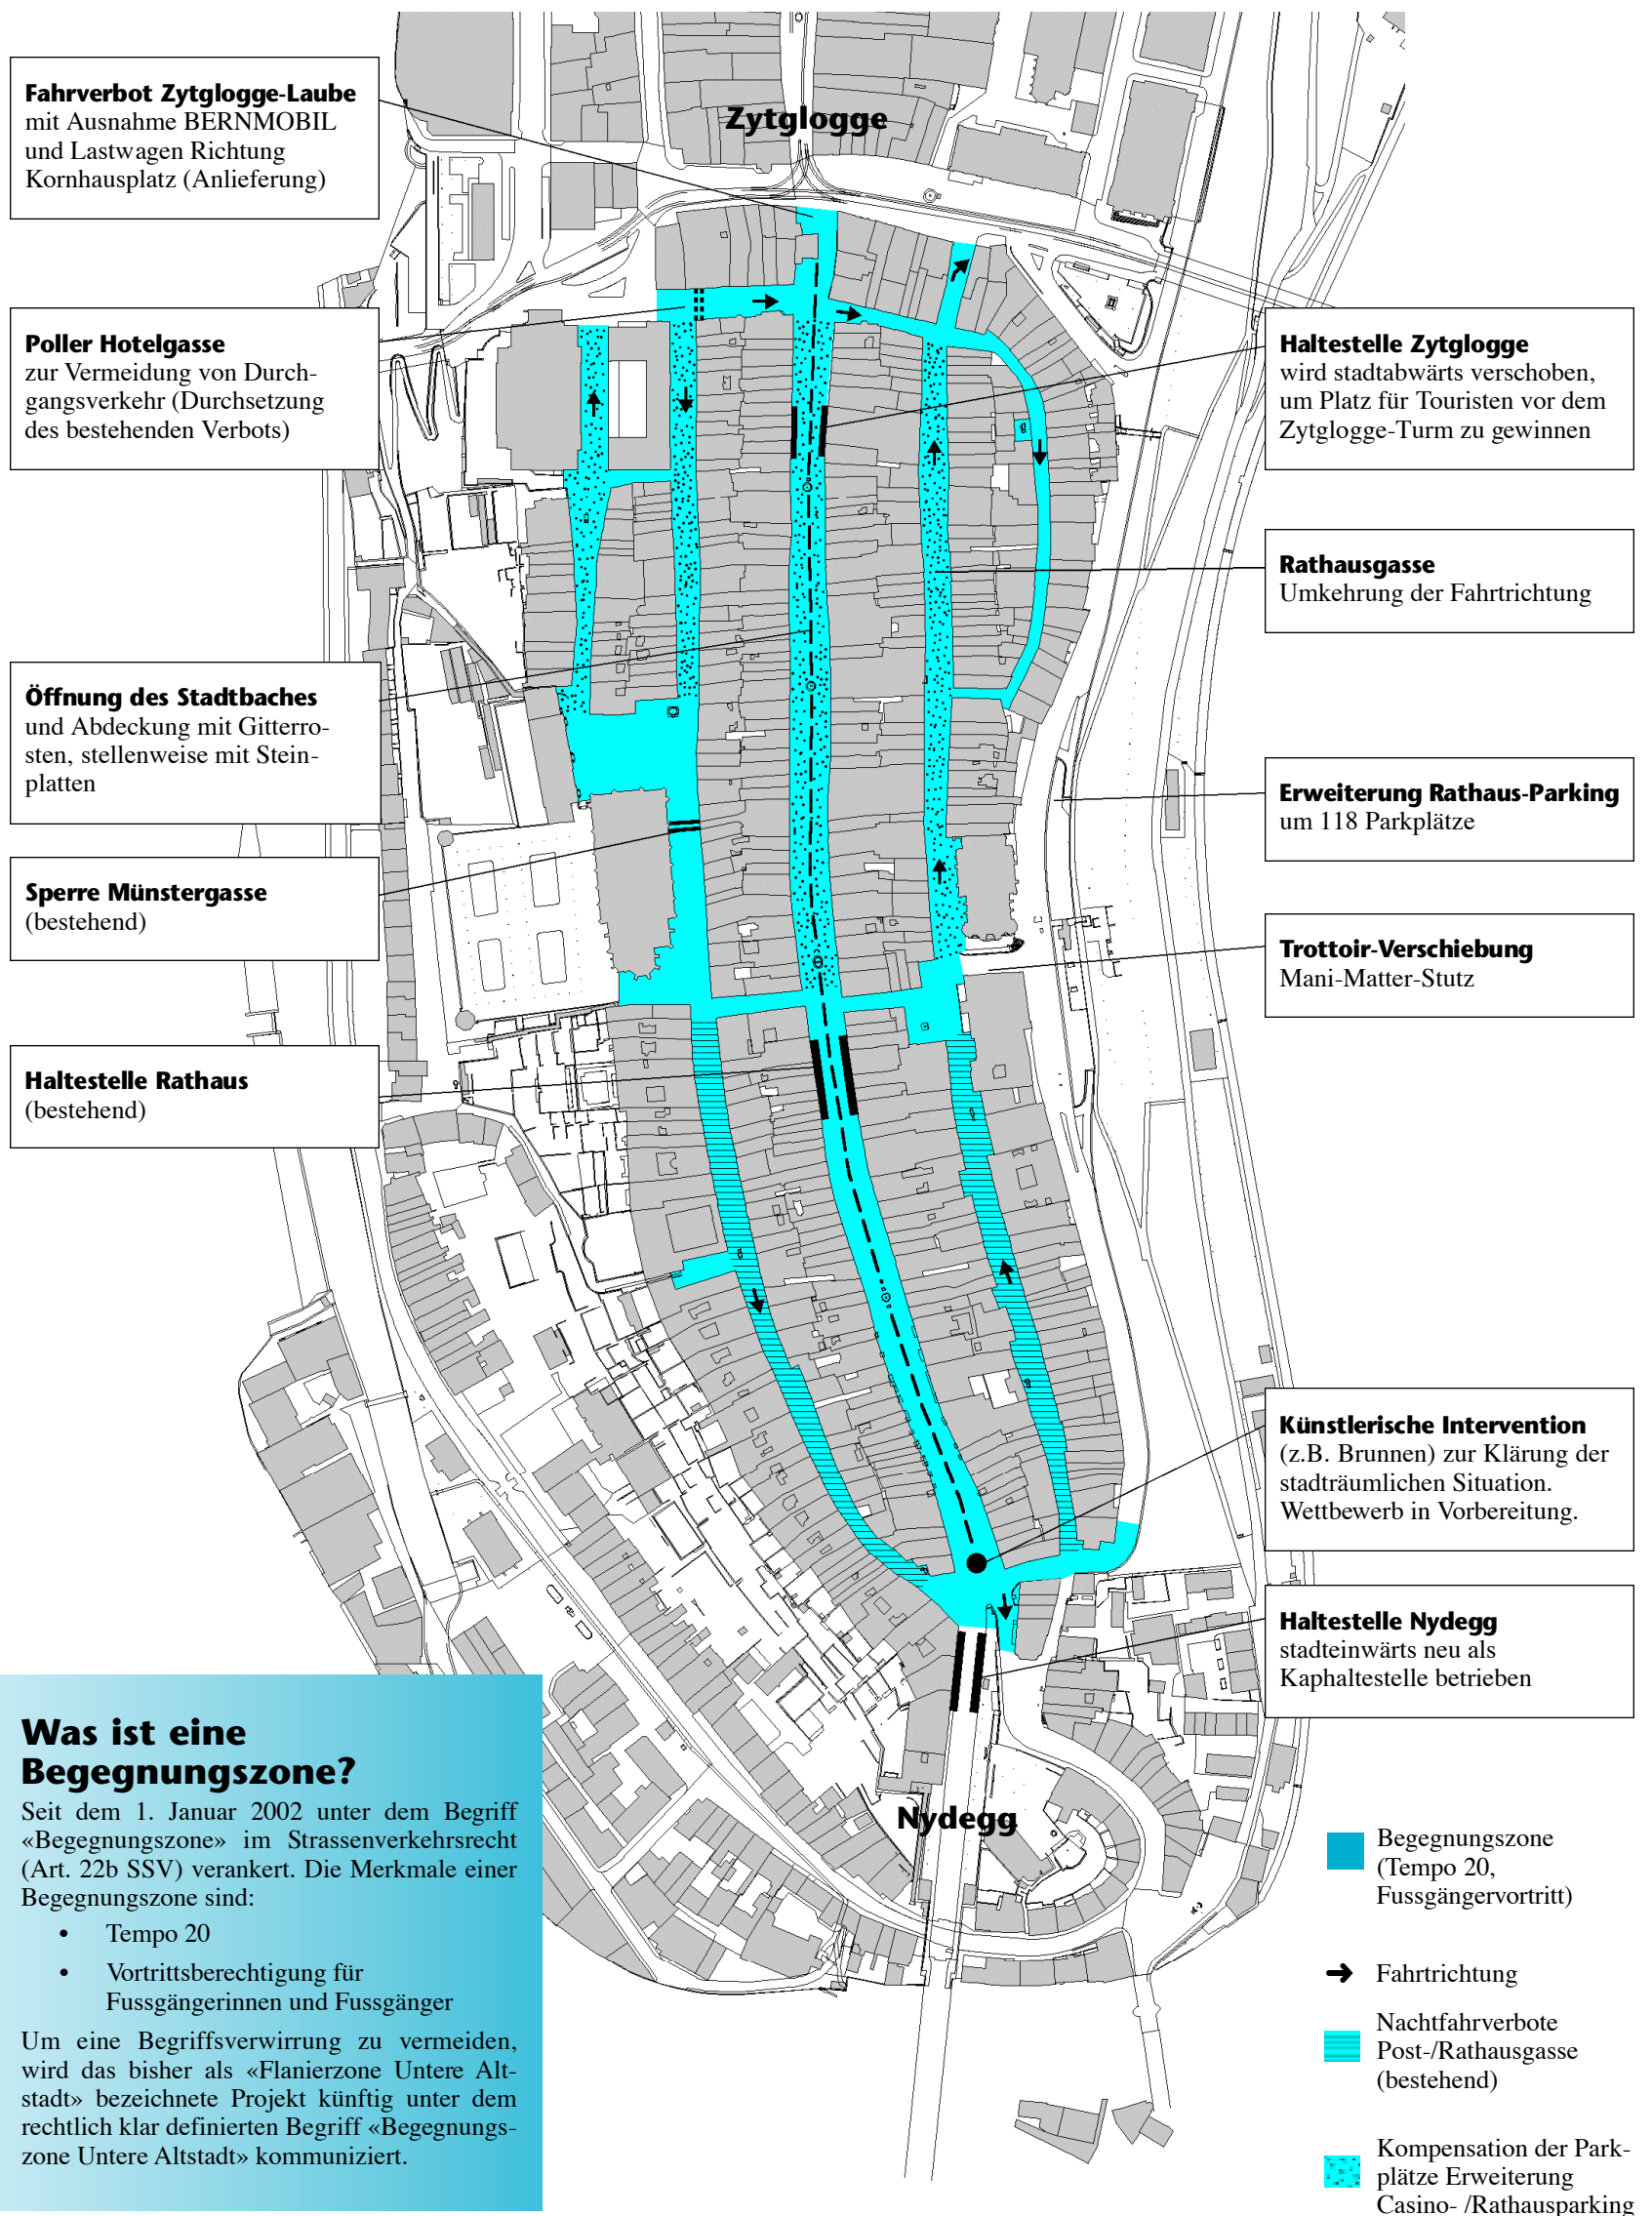 Zytglogge
Fahrverbot Zytglogge-Laube
mit Ausnahme BERNMOBIL
und Lastwagen Richtung
Kornhausplatz (Anlieferung)
Poller Hotelgasse
zur Vermeidung von Durch-
gangsverkehr (Durchsetzung
des bestehenden Verbots)
Öffnung des Stadtbaches
und Abdeckung mit Gitterro-
sten, stellenweise mit Stein-
platten
Sperre Münstergasse
(bestehend)
Haltestelle Rathaus
(bestehend)
Haltestelle Zytglogge
wird stadtabwärts verschoben,
um Platz für Touristen vor dem
Zytglogge-Turm zu gewinnen
Rathausgasse
Umkehrung der Fahrtrichtung
Erweiterung Rathaus-Parking
um 118 Parkplätze
Trottoir-Verschiebung
Mani-Matter-Stutz
Künstlerische Intervention
(z.B. Brunnen) zur Klärung der
stadträumlichen Situation.
Wettbewerb in Vorbereitung.
Haltestelle Nydegg
stadteinwärts neu als
Kaphaltestelle betrieben
Nydegg
Was ist eine
Begegnungszone?
Seit dem 1. Januar 2002 unter dem Begriff
«Begegnungszone» im Strassenverkehrsrecht
(Art. 22b SSV) verankert. Die Merkmale einer
Begegnungszone sind:
• Tempo 20
• Vortrittsberechtigung für
Fussgängerinnen und Fussgänger
Um eine Begriffsverwirrung zu vermeiden,
wird das bisher als «Flanierzone Untere Alt-
stadt» bezeichnete Projekt künftig unter dem
rechtlich klar definierten Begriff «Begegnungs-
zone Untere Altstadt» kommuniziert.
Begegnungszone
(Tempo 20,
Fussgängervortritt)
Fahrtrichtung
Nachtfahrverbote
Post-/Rathausgasse
(bestehend)
Kompensation der Park-
plätze Erweiterung
Casino- /Rathausparking